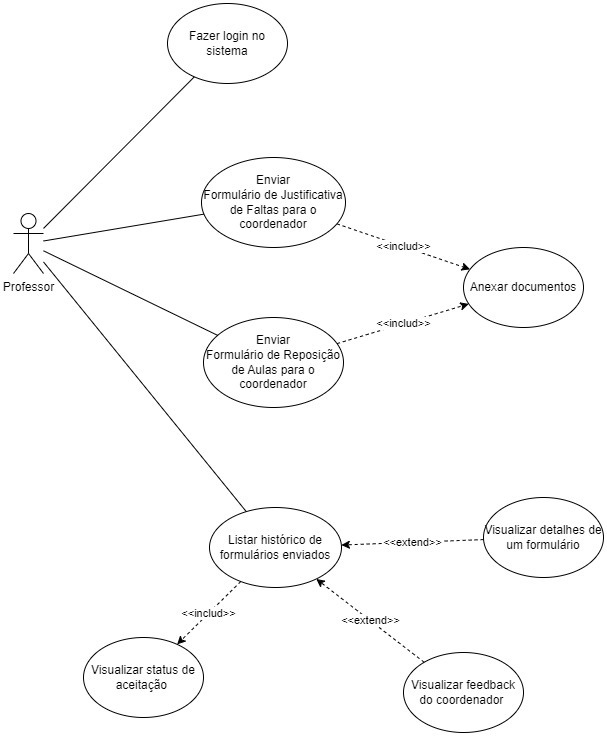 Fazer login no
sistema
Enviar
Formulário de Justificativa
de Faltas para o
coordenador
<<includ>>
Professor
Anexar documentos
<<includ>>
Enviar
Formulário de Reposição
de Aulas para o
coordenador
Visualizar detalhes de
um formulário
Listar histórico de
formulários enviados
<<extend>>
<<includ>>
<<extend>>
Visualizar status de
aceitação
Visualizar feedback
do coordenador